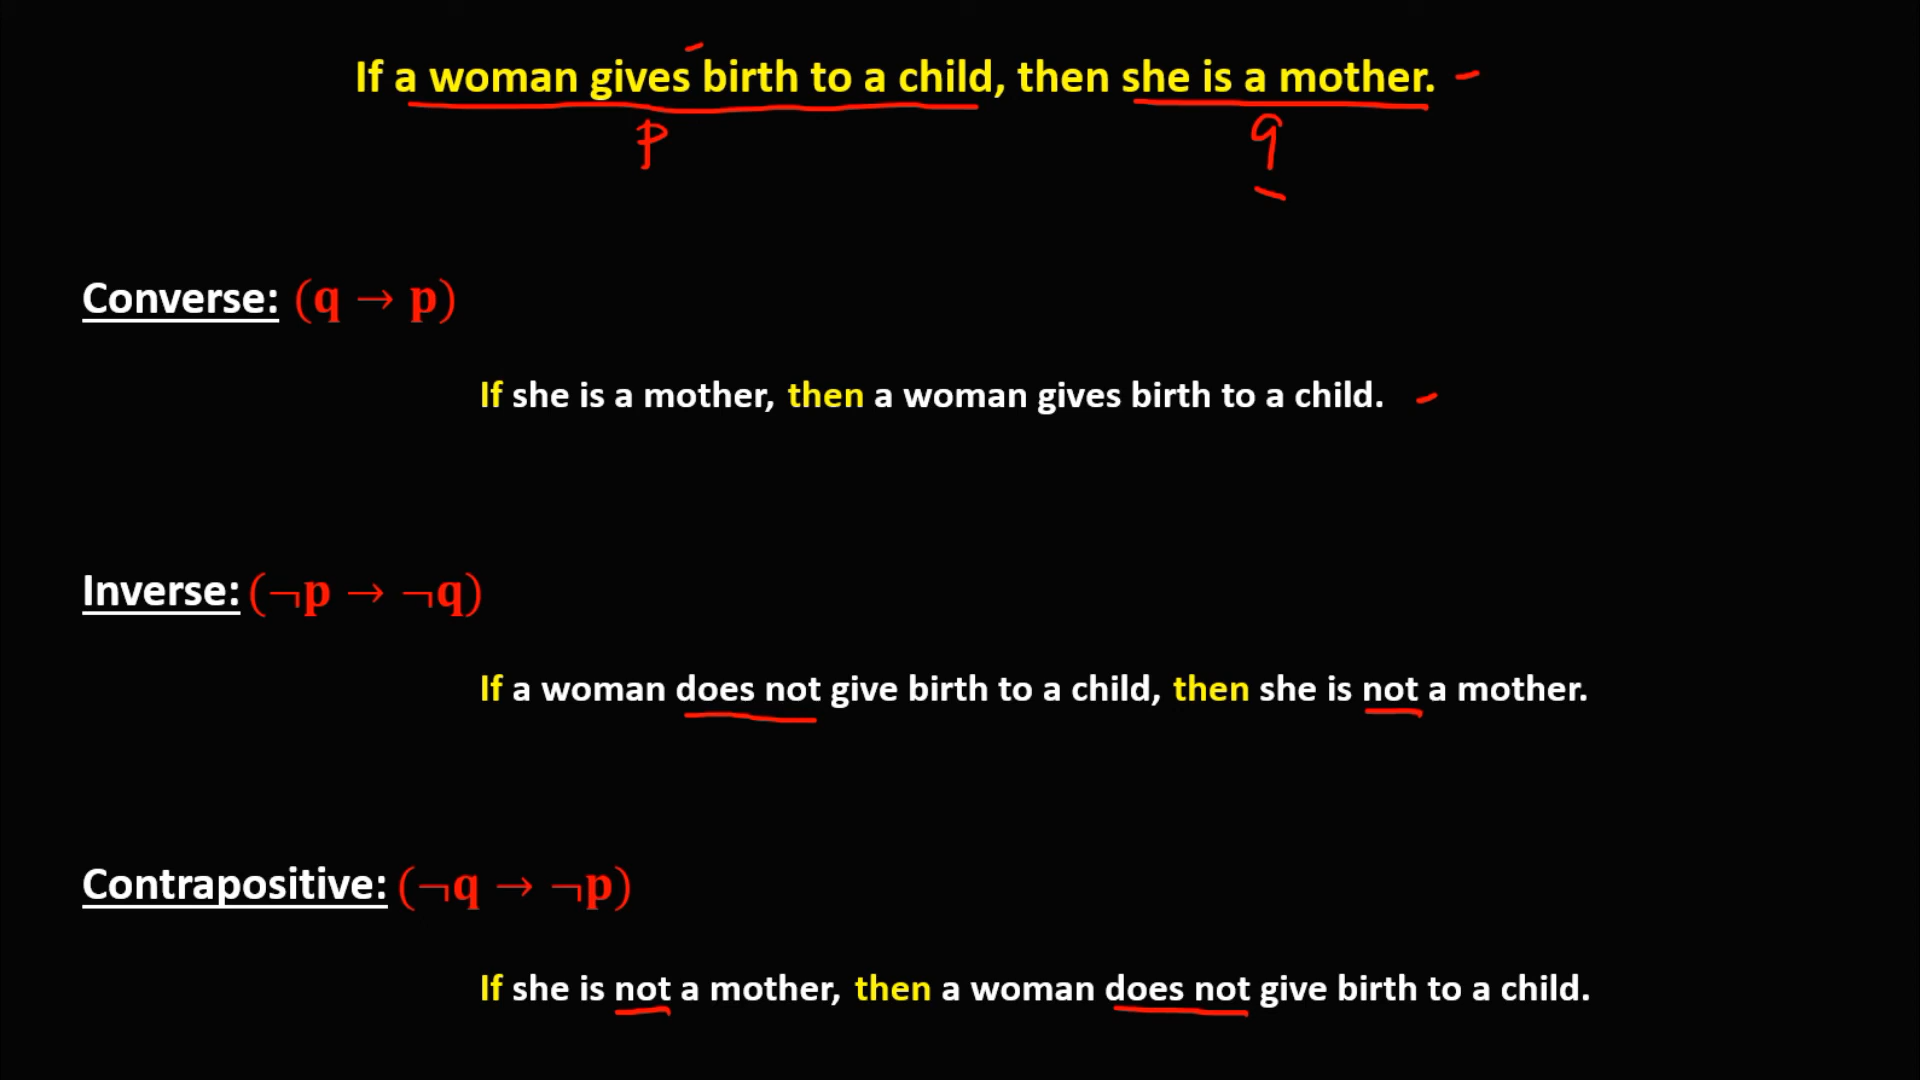 If a woman gives birth to a child, then she is a mother.
p q
Converse: (q → p)
If she is a mother, then a woman gives birth to a child.
Inverse: (¬p → ¬q)
If a woman does not give birth to a child, then she is not a mother.
Contrapositive: (¬q → ¬p)
If she is not a mother, then a woman does not give birth to a child.